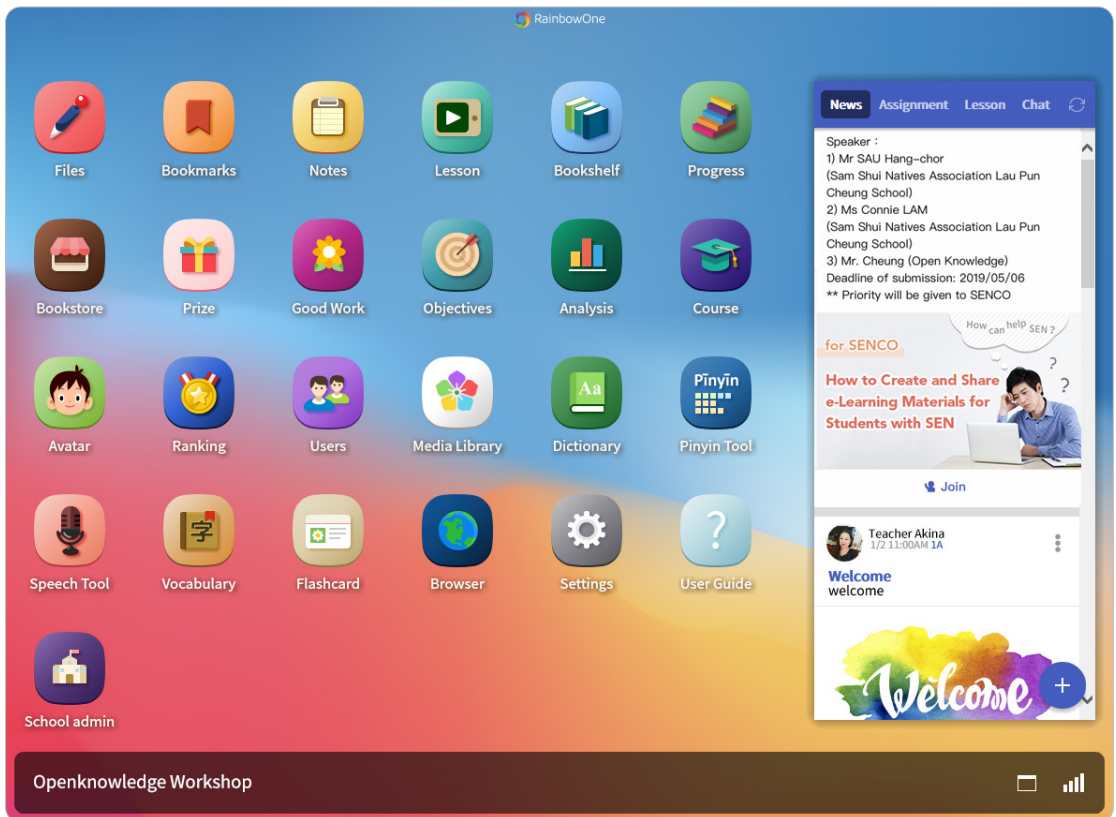 RainbowOne
Files
Bookmarks
Notes
Lesson
Bookshelf
Progress
Bookstore
Prize
Good Work
Objectives
Analysis
Course
Avatar
Ranking
Users
Media Library
Aa
Dictionary
Pīnyīn
Pinyin Tool
Speech Tool
字
Vocabulary
Flashcard
Browser
Settings
?
User Guide
School admin
News Assignment Lesson Chat
Speaker :
1) Mr SAU Hang-chor
(Sam Shui Natives Association Lau Pun
Cheung School)
2) Ms Connie LAM
(Sam Shui Natives Association Lau Pun
Cheung School)
3) Mr. Cheung (Open Knowledge)
Deadline of submission: 2019/05/06
** Priority will be given to SENCO
How can help SEN ?
for SENCO
How to Create and Share
e-Learning Materials for
Students with SEN
? ?
Join
Teacher Akina
1/2 11:00AM 1A
Welcome
welcome
Welcome
+
Openknowledge Workshop